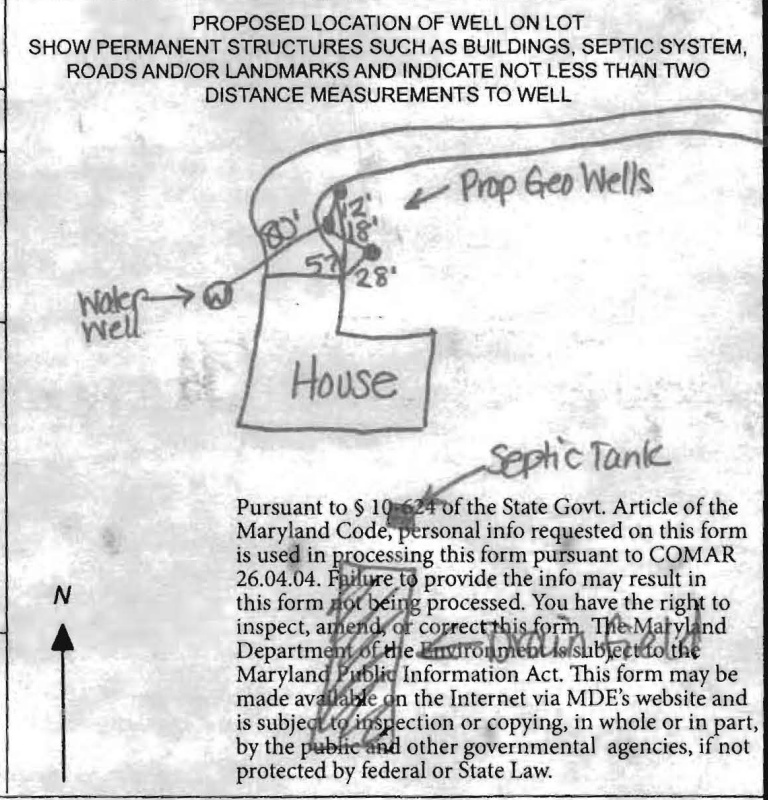 PROPOSED LOCATION OF WELL ON LOT
SHOW PERMANENT STRUCTURES SUCH AS BUILDINGS, SEPTIC SYSTEM,
ROADS AND/OR LANDMARKS AND INDICATE NOT LESS THAN TWO
DISTANCE MEASUREMENTS TO WELL
Prop Geo Wells
12'
80'
18'
57'
28'
Water
Well
W
House
Septic Tank
Pursuant to § 10-624 of the State Govt. Article of the
Maryland Code, personal info requested on this form
is used in processing this form pursuant to COMAR
26.04.04. Failure to provide the info may result in
this form not being processed. You have the right to
inspect, amend, or correct this form. The Maryland
Department of the Environment is subject to the
Maryland Public Information Act. This form may be
made available on the Internet via MDE's website and
is subject to inspection or copying, in whole or in part,
by the public and other governmental agencies, if not
protected by federal or State Law.
Drain Field
N